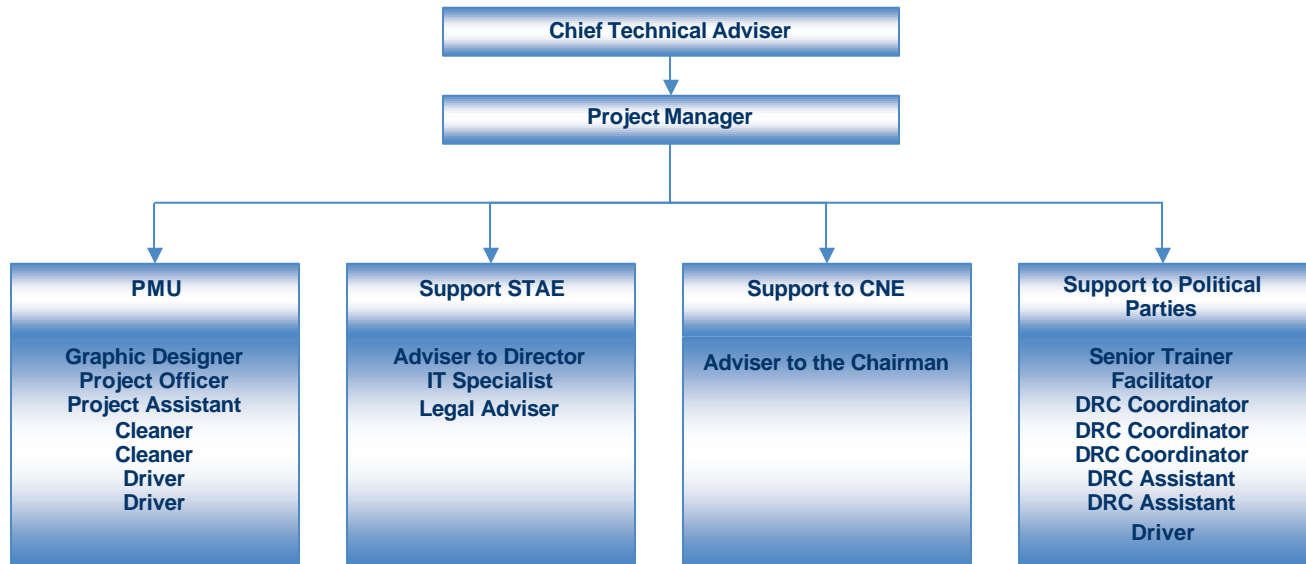 Chief Technical Adviser
Project Manager
PMU
Graphic Designer
Project Officer
Project Assistant
Cleaner
Cleaner
Driver
Driver
Support STAE
Adviser to Director
IT Specialist
Legal Adviser
Support to CNE
Adviser to the Chairman
Support to Political
Parties
Senior Trainer
Facilitator
DRC Coordinator
DRC Coordinator
DRC Coordinator
DRC Assistant
DRC Assistant
Driver